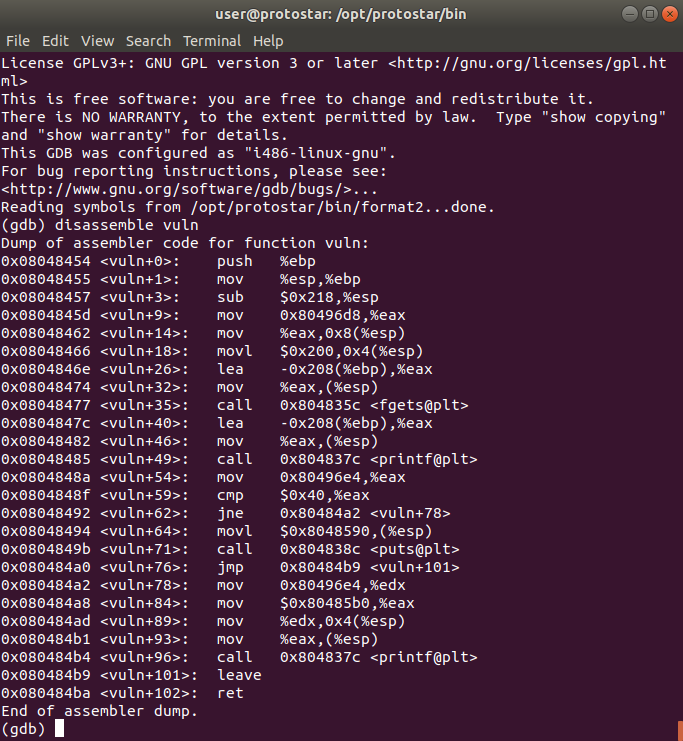 user@protostar: /opt/protostar/bin
File Edit View Search Terminal Help
License GPLv3+: GNU GPL version 3 or later <http://gnu.org/licenses/gpl.ht
ml>
This is free software: you are free to change and redistribute it.
There is NO WARRANTY, to the extent permitted by law.  Type "show copying"
and "show warranty" for details.
This GDB was configured as "i486-linux-gnu".
For bug reporting instructions, please see:
<http://www.gnu.org/software/gdb/bugs/>...
Reading symbols from /opt/protostar/bin/format2...done.
(gdb) disassemble vuln
Dump of assembler code for function vuln:
0x08048454 <vuln+0>:    push   %ebp
0x08048455 <vuln+1>:    mov    %esp,%ebp
0x08048457 <vuln+3>:    sub    $0x218,%esp
0x0804845d <vuln+9>:    mov    0x80496d8,%eax
0x08048462 <vuln+14>:   mov    %eax,0x8(%esp)
0x08048466 <vuln+18>:   movl   $0x200,0x4(%esp)
0x0804846e <vuln+26>:   lea    -0x208(%ebp),%eax
0x08048474 <vuln+32>:   mov    %eax,(%esp)
0x08048477 <vuln+35>:   call   0x804835c <fgets@plt>
0x0804847c <vuln+40>:   lea    -0x208(%ebp),%eax
0x08048482 <vuln+46>:   mov    %eax,(%esp)
0x08048485 <vuln+49>:   call   0x804837c <printf@plt>
0x0804848a <vuln+54>:   mov    0x80496e4,%eax
0x0804848f <vuln+59>:   cmp    $0x40,%eax
0x08048492 <vuln+62>:   jne    0x80484a2 <vuln+78>
0x08048494 <vuln+64>:   movl   $0x8048590,(%esp)
0x0804849b <vuln+71>:   call   0x804838c <puts@plt>
0x080484a0 <vuln+76>:   jmp    0x80484b9 <vuln+101>
0x080484a2 <vuln+78>:   mov    0x80496e4,%edx
0x080484a8 <vuln+84>:   mov    $0x80485b0,%eax
0x080484ad <vuln+89>:   mov    %edx,0x4(%esp)
0x080484b1 <vuln+93>:   mov    %eax,(%esp)
0x080484b4 <vuln+96>:   call   0x804837c <printf@plt>
0x080484b9 <vuln+101>:  leave
0x080484ba <vuln+102>:  ret
End of assembler dump.
(gdb)